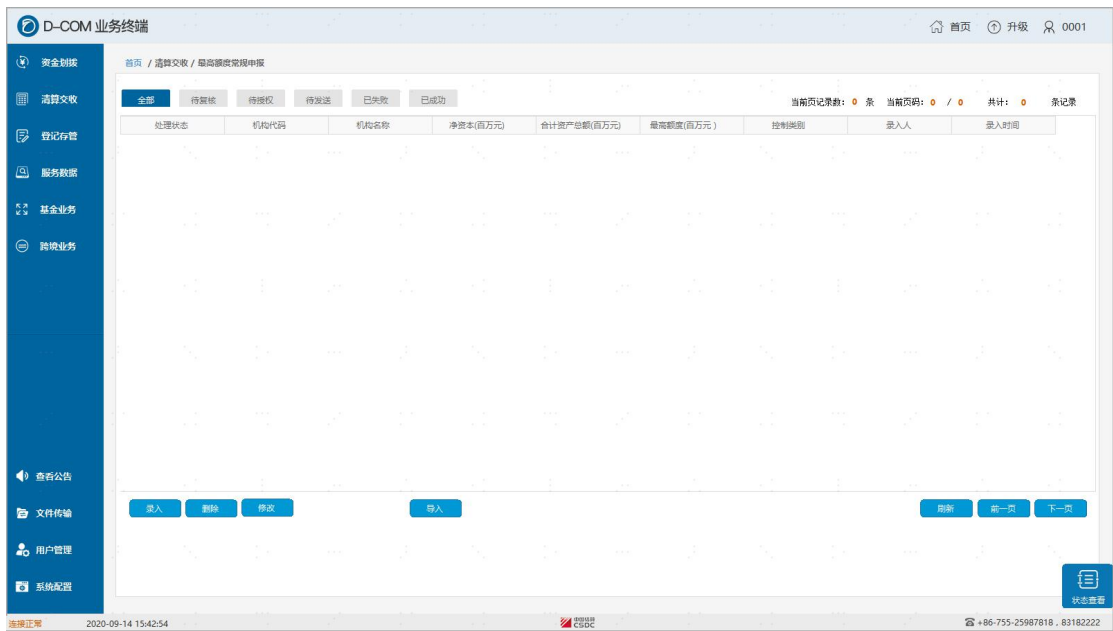 D-COM 业务终端 首页 升级 0001
资金划拨
清算交收
登记存管
服务数据
基金业务
跨境业务
查看公告
文件传输
用户管理
系统配置
首页 / 清算交收 / 最高额度常规申报
全部 待复核 待授权 待发送 已失败 已成功 当前页记录数: 0 条 当前页码: 0 / 0 共计: 0 条记录
处理状态 机构代码 机构名称 净资本(百万元) 合计资产总额(百万元) 最高额度(百万元) 控制类别 录入人 录入时间
录入 删除 修改 导入 刷新 前一页 下一页
状态查看
连接正常 2020-09-14 15:42:54 中国结算 CSDC +86-755-25987818 , 83182222